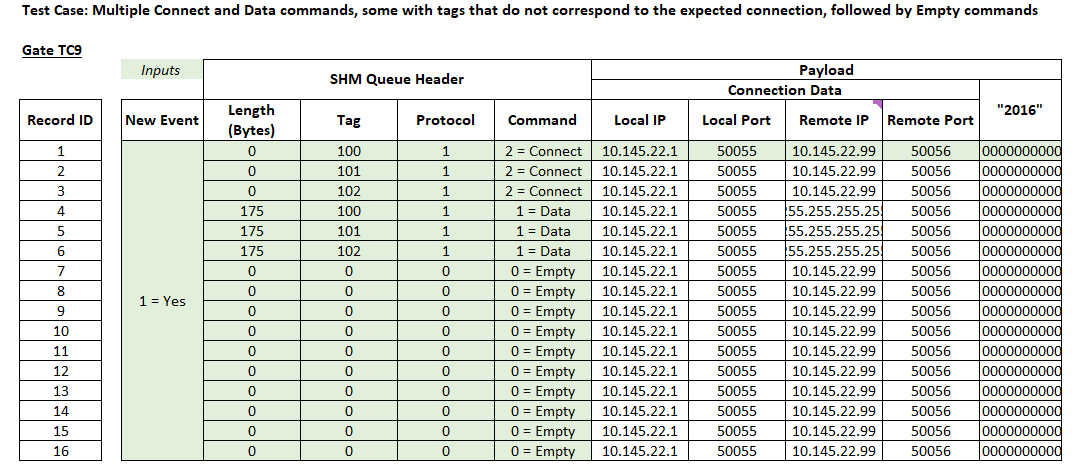 Test Case: Multiple Connect and Data commands, some with tags that do not correspond to the expected connection, followed by Empty commands
Gate TC9
Inputs
SHM Queue Header
Payload
Connection Data
Record ID New Event Length (Bytes) Tag Protocol Command Local IP Local Port Remote IP Remote Port "2016"
1 0 100 1 2 = Connect 10.145.22.1 50055 10.145.22.99 50056 0000000000
2 0 101 1 2 = Connect 10.145.22.1 50055 10.145.22.99 50056 0000000000
3 0 102 1 2 = Connect 10.145.22.1 50055 10.145.22.99 50056 0000000000
4 175 100 1 1 = Data 10.145.22.1 50055 55.255.255.25 50056 0000000000
5 175 101 1 1 = Data 10.145.22.1 50055 55.255.255.25 50056 0000000000
6 175 102 1 1 = Data 10.145.22.1 50055 55.255.255.25 50056 0000000000
7 0 0 0 0 = Empty 10.145.22.1 50055 10.145.22.99 50056 0000000000
8 1 = Yes 0 0 0 0 = Empty 10.145.22.1 50055 10.145.22.99 50056 0000000000
9 0 0 0 0 = Empty 10.145.22.1 50055 10.145.22.99 50056 0000000000
10 0 0 0 0 = Empty 10.145.22.1 50055 10.145.22.99 50056 0000000000
11 0 0 0 0 = Empty 10.145.22.1 50055 10.145.22.99 50056 0000000000
12 0 0 0 0 = Empty 10.145.22.1 50055 10.145.22.99 50056 0000000000
13 0 0 0 0 = Empty 10.145.22.1 50055 10.145.22.99 50056 0000000000
14 0 0 0 0 = Empty 10.145.22.1 50055 10.145.22.99 50056 0000000000
15 0 0 0 0 = Empty 10.145.22.1 50055 10.145.22.99 50056 0000000000
16 0 0 0 0 = Empty 10.145.22.1 50055 10.145.22.99 50056 0000000000